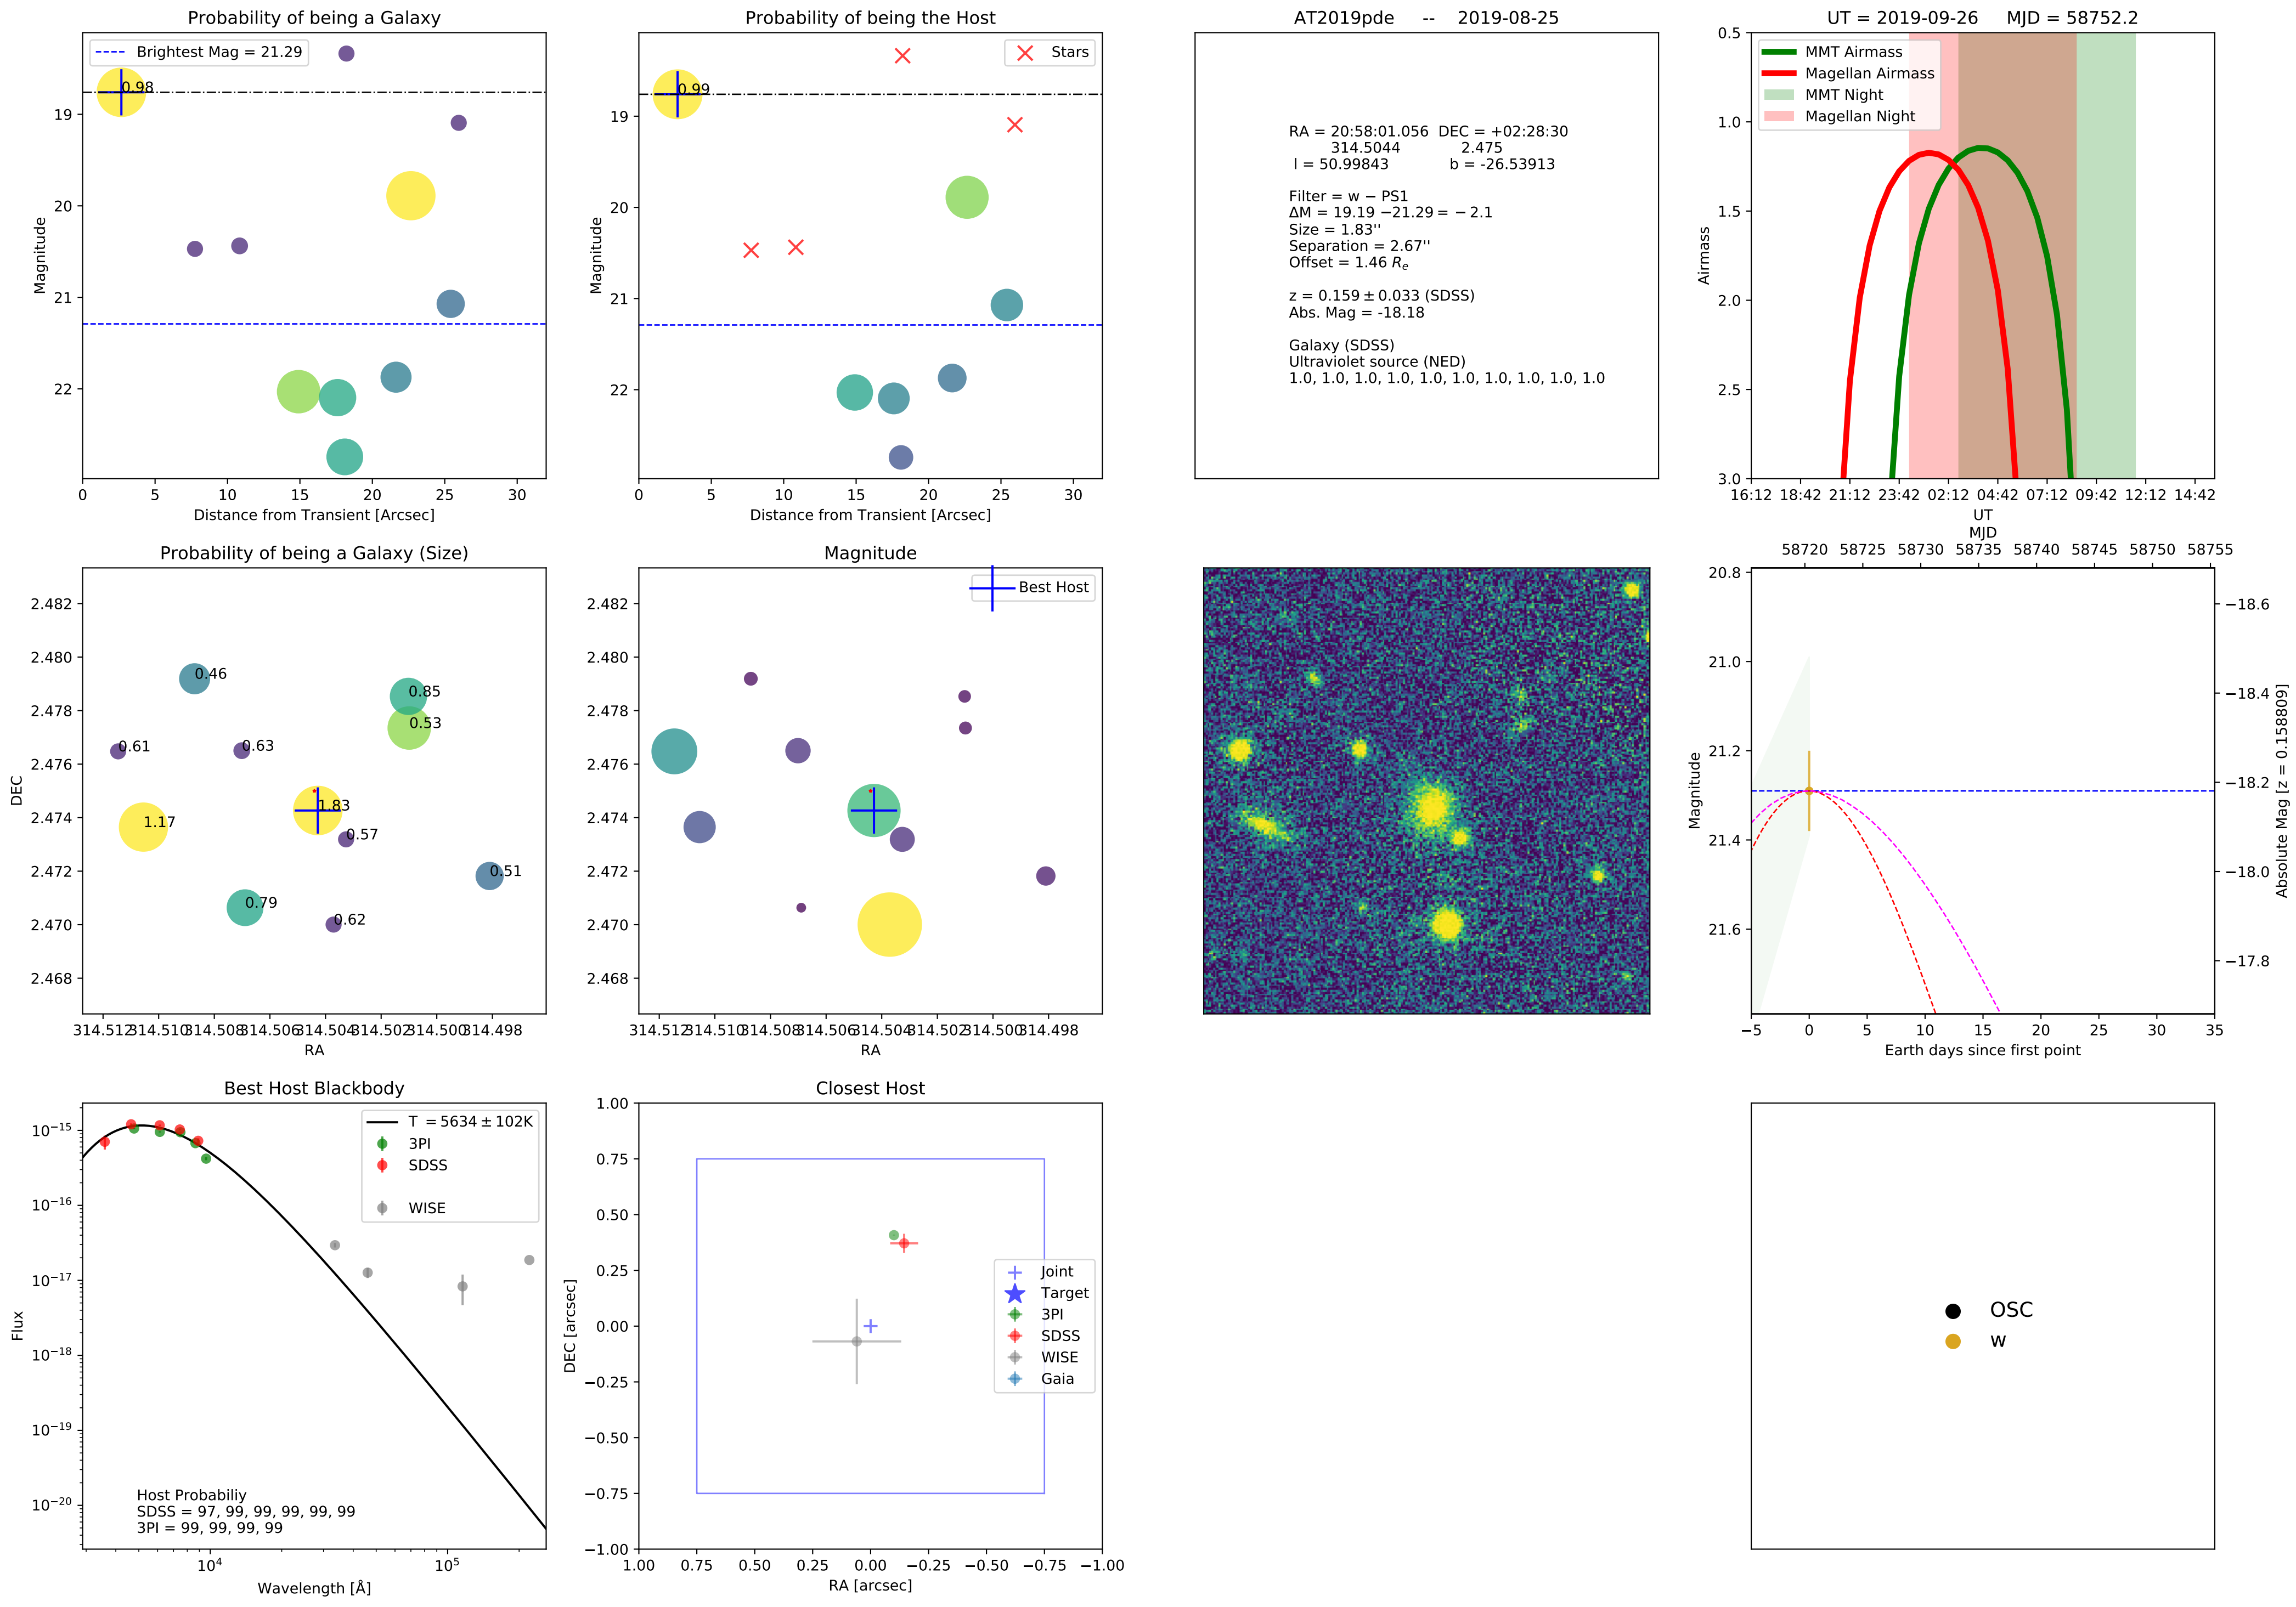 Probability of being a Galaxy
Brightest Mag = 21.29
0.98
19
20
21
22
Magnitude
0 5 10 15 20 25 30
Distance from Transient [Arcsec]
Probability of being the Host
Stars
0.99
19
20
21
22
Magnitude
0 5 10 15 20 25 30
Distance from Transient [Arcsec]
AT2019pde -- 2019-08-25
RA = 20:58:01.056 DEC = +02:28:30
314.5044 2.475
l = 50.99843 b = -26.53913
Filter = w − PS1
ΔM = 19.19 −21.29 = − 2.1
Size = 1.83''
Separation = 2.67''
Offset = 1.46 Re
z = 0.159 ± 0.033 (SDSS)
Abs. Mag = -18.18
Galaxy (SDSS)
Ultraviolet source (NED)
1.0, 1.0, 1.0, 1.0, 1.0, 1.0, 1.0, 1.0, 1.0, 1.0
UT = 2019-09-26 MJD = 58752.2
MMT Airmass
Magellan Airmass
MMT Night
Magellan Night
0.5
1.0
1.5
2.0
2.5
3.0
Airmass
16:12 18:42 21:12 23:42 02:12 04:42 07:12 09:42 12:12 14:42
UT
Probability of being a Galaxy (Size)
2.482
2.480
2.478
2.476
2.474
2.472
2.470
2.468
DEC
0.46
0.85
0.53
0.61
0.63
1.83
1.17
0.57
0.51
0.79
0.62
314.512 314.510 314.508 314.506 314.504 314.502 314.500 314.498
RA
Magnitude
Best Host
2.482
2.480
2.478
2.476
2.474
2.472
2.470
2.468
314.512 314.510 314.508 314.506 314.504 314.502 314.500 314.498
RA
MJD
58720 58725 58730 58735 58740 58745 58750 58755
20.8
21.0
21.2
21.4
21.6
Magnitude
−18.6
−18.4
−18.2
−18.0
−17.8
Absolute Mag [z = 0.158809]
−5 0 5 10 15 20 25 30 35
Earth days since first point
Best Host Blackbody
T = 5634 ± 102K
3PI
SDSS
WISE
10−15
10−16
10−17
10−18
10−19
10−20
Flux
Host Probabiliy
SDSS = 97, 99, 99, 99, 99, 99
3PI = 99, 99, 99, 99
104 105
Wavelength [Å]
Closest Host
1.00
0.75
0.50
0.25
0.00
−0.25
−0.50
−0.75
−1.00
DEC [arcsec]
Joint
Target
3PI
SDSS
WISE
Gaia
1.00 0.75 0.50 0.25 0.00 −0.25 −0.50 −0.75 −1.00
RA [arcsec]
OSC
w